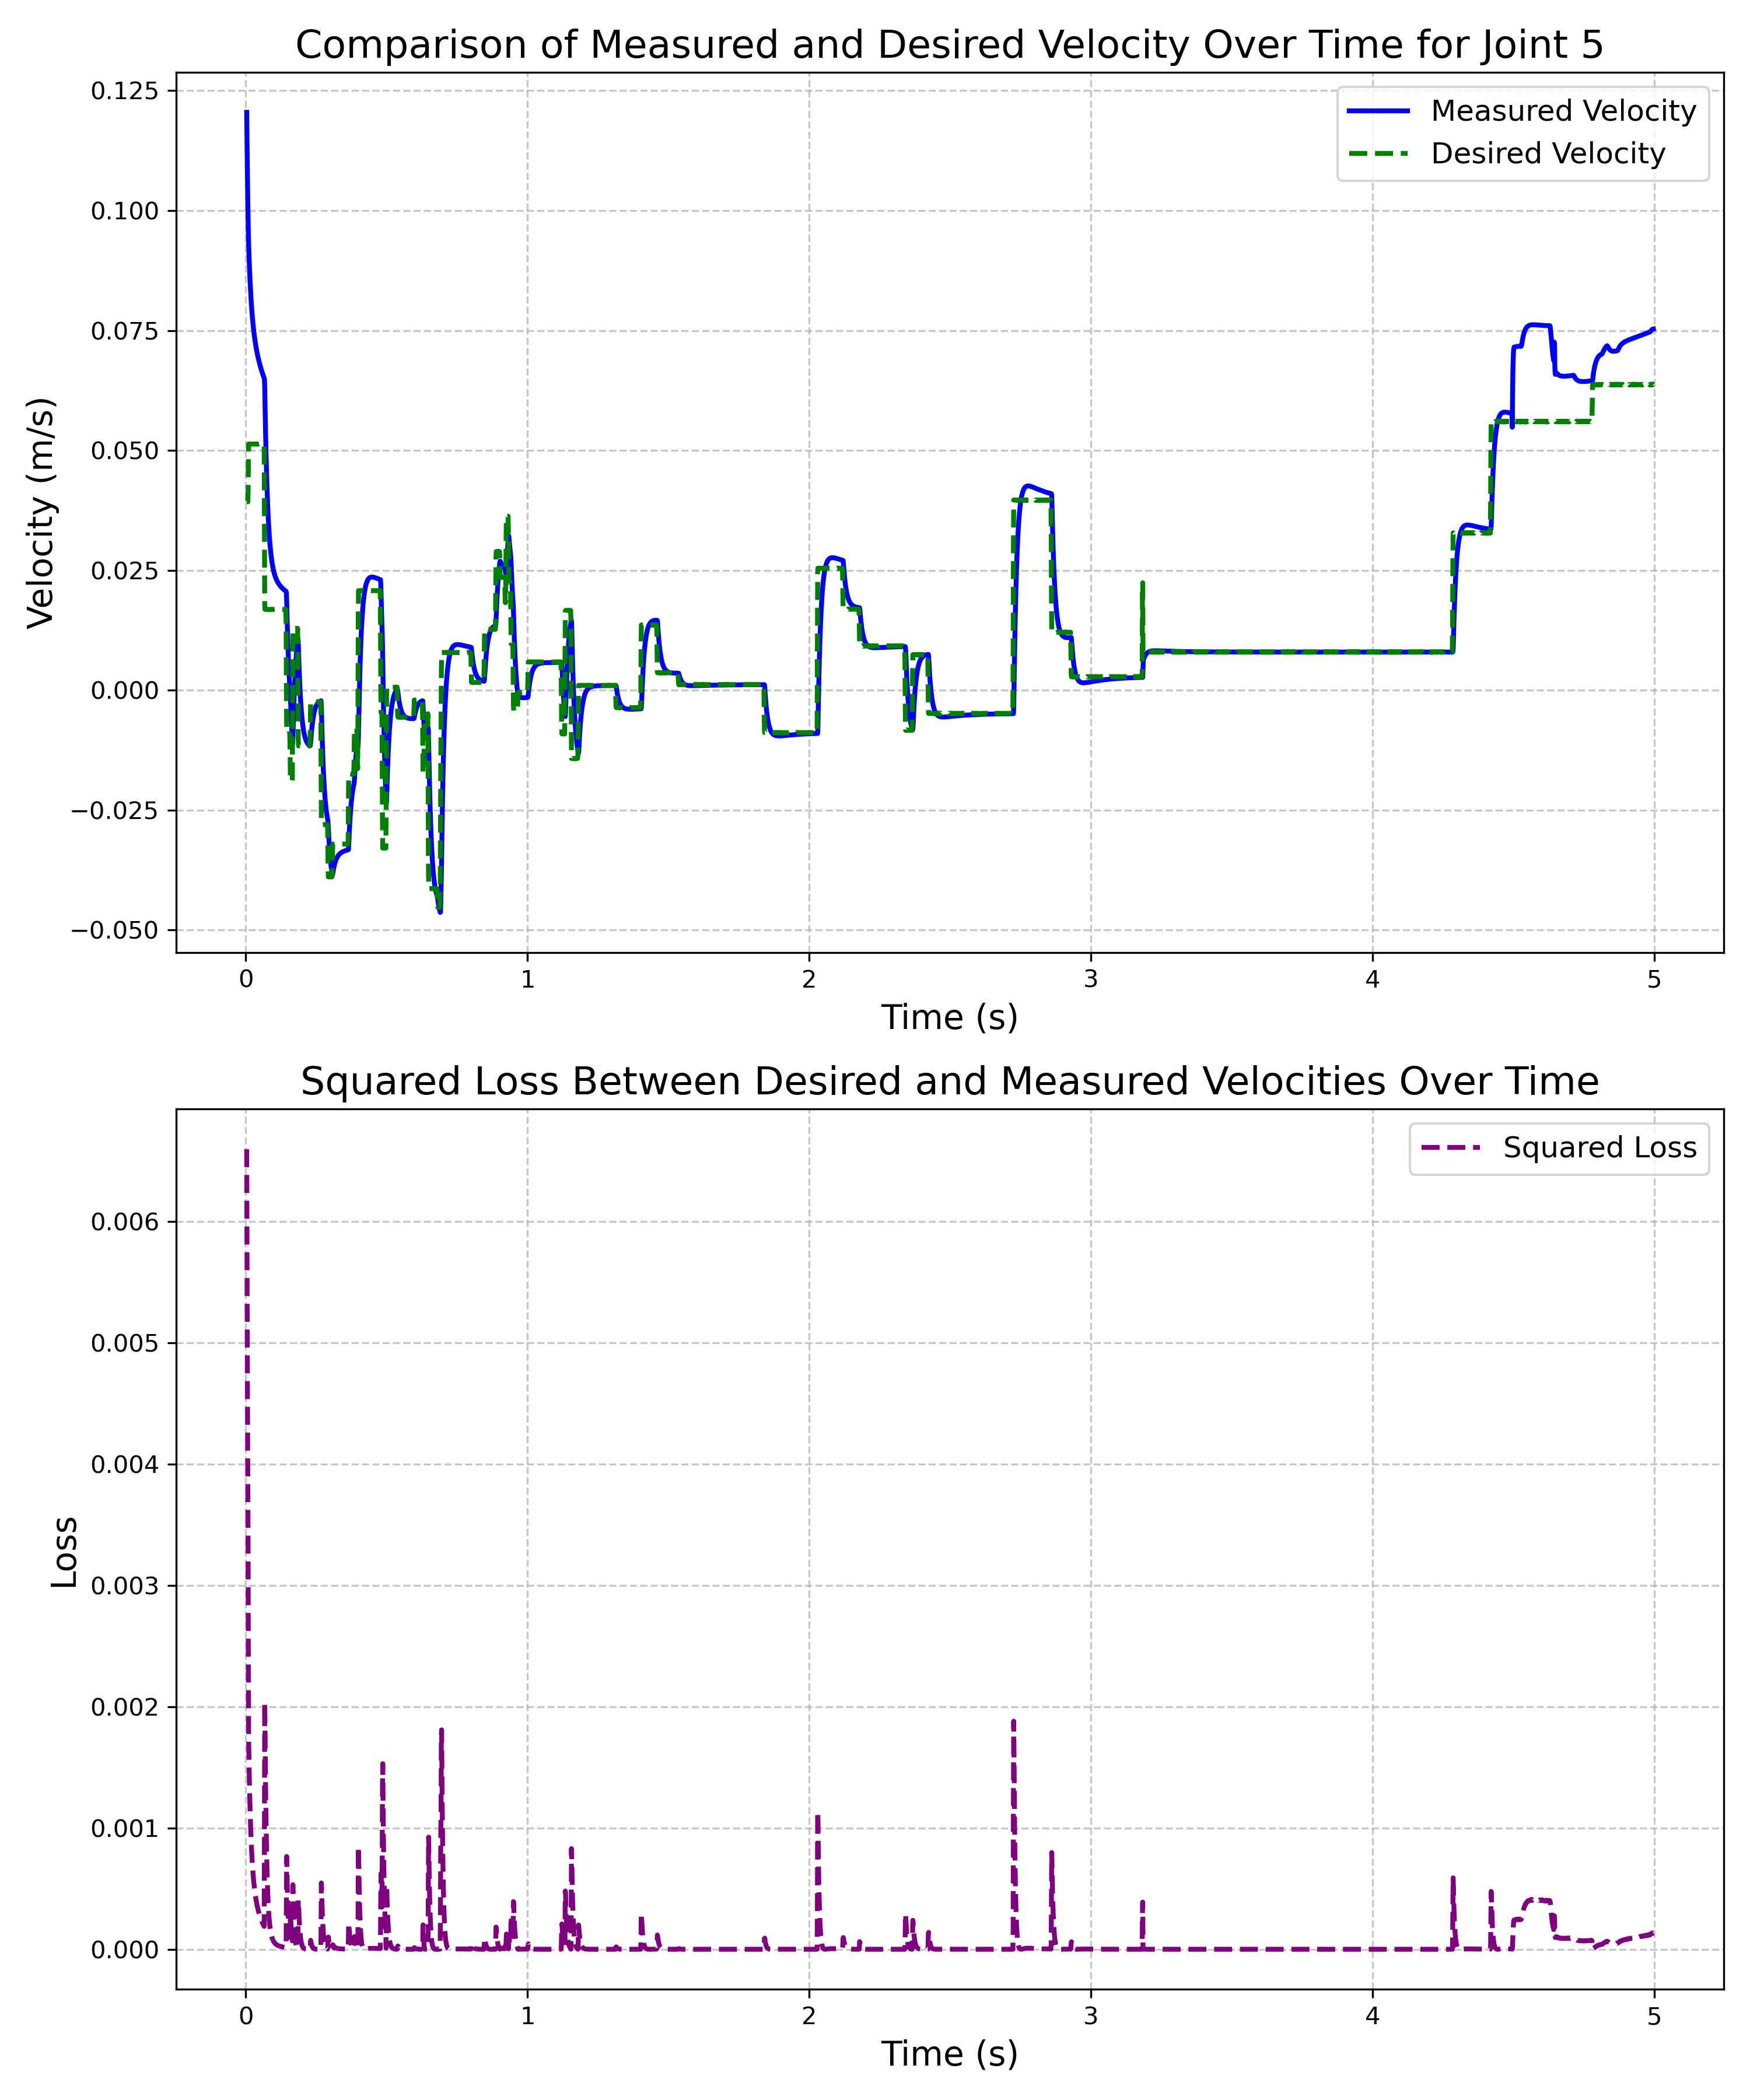 Comparison of Measured and Desired Velocity Over Time for Joint 5
Measured Velocity
Desired Velocity
Velocity (m/s)
0.125
0.100
0.075
0.050
0.025
0.000
−0.025
−0.050
0 1 2 3 4 5
Time (s)
Squared Loss Between Desired and Measured Velocities Over Time
Squared Loss
Loss
0.006
0.005
0.004
0.003
0.002
0.001
0.000
0 1 2 3 4 5
Time (s)